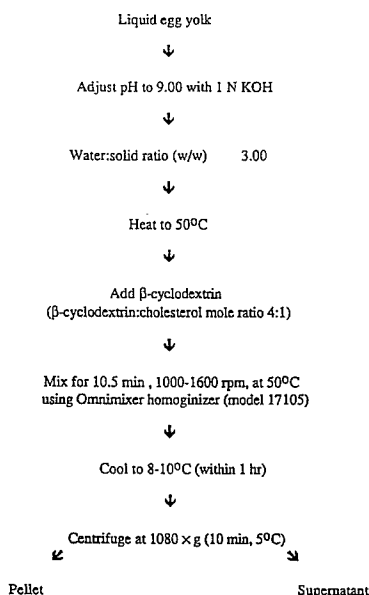 Liquid egg yolk
Adjust pH to 9.00 with 1 N KOH
Water:solid ratio (w/w) 3.00
Heat to 50°C
Add β-cyclodextrin
(β-cyclodextrin:cholesterol mole ratio 4:1)
Mix for 10.5 min , 1000-1600 rpm, at 50°C
using Omnimixer homoginizer (model 17105)
Cool to 8-10°C (within 1 hr)
Centrifuge at 1080 × g (10 min, 5°C)
Pellet Supernatant